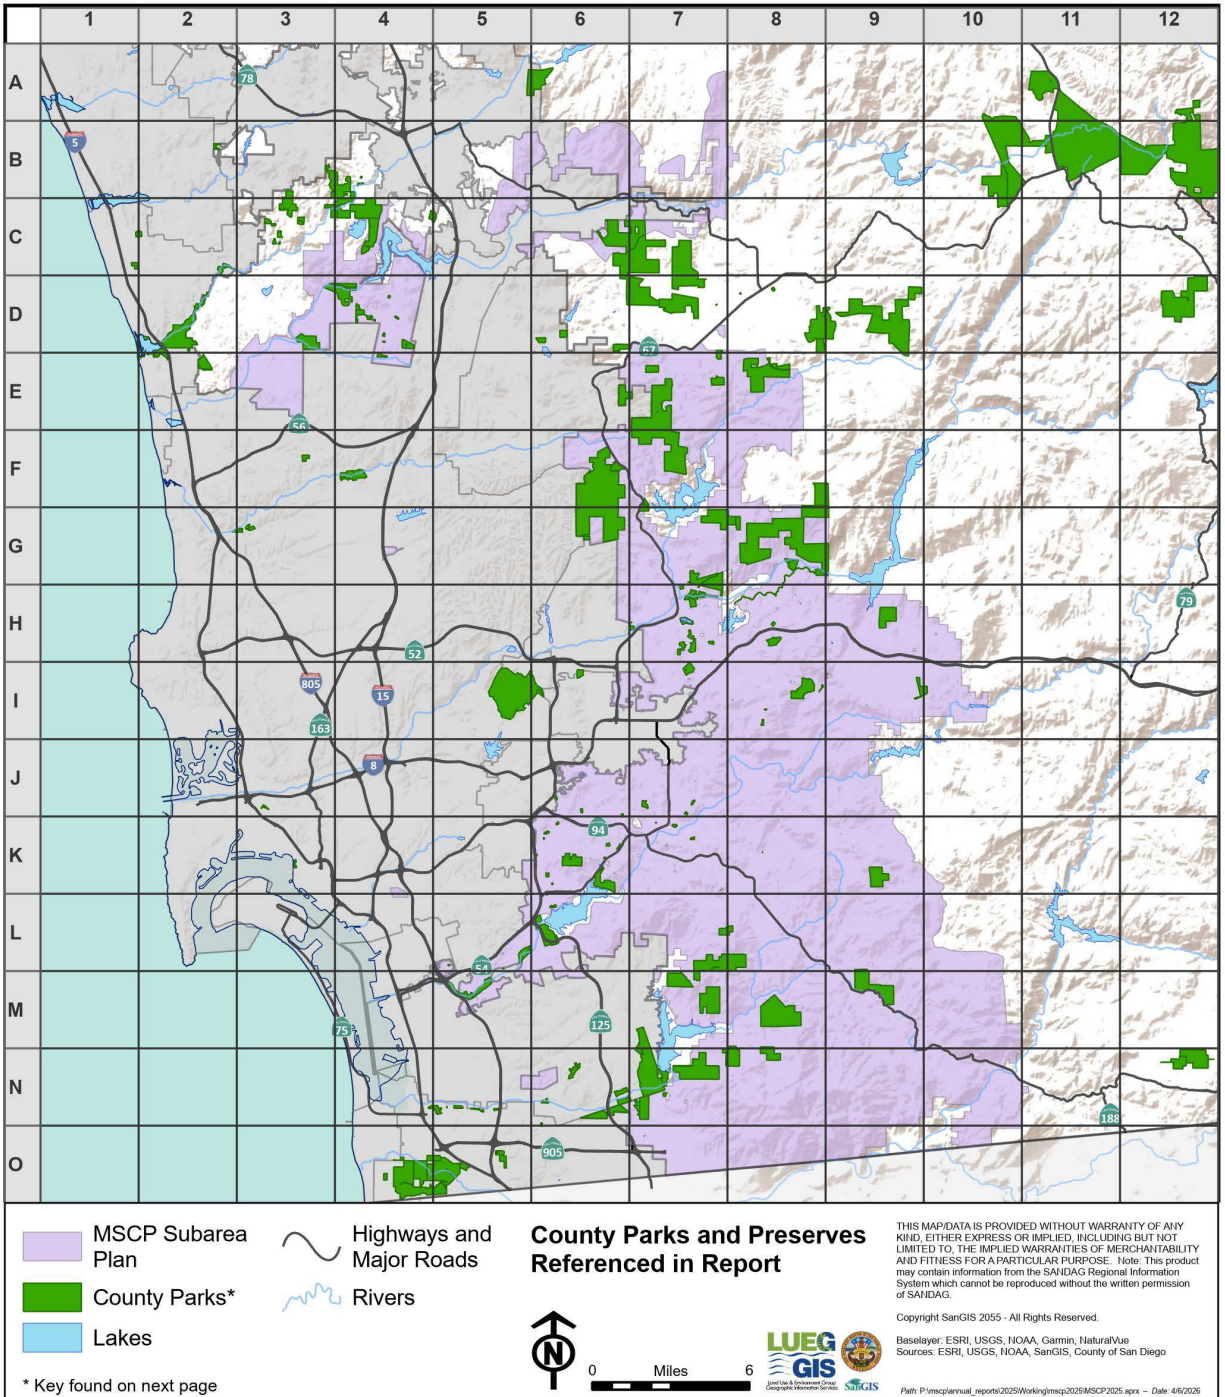 1 2 3 4 5 6 7 8 9 10 11 12
A
B
C
D
E
F
G
H
I
J
K
L
M
N
O
78
5
67
56
79
52
805
15
163
8
94
54
125
75
188
905
MSCP Subarea
Plan
County Parks*
Lakes
* Key found on next page
Highways and
Major Roads
Rivers
County Parks and Preserves
Referenced in Report
N
0 Miles 6
LUEG
GIS
Land Use & Environment Group
Geographic Information Services
SanGIS
THIS MAP/DATA IS PROVIDED WITHOUT WARRANTY OF ANY
KIND, EITHER EXPRESS OR IMPLIED, INCLUDING BUT NOT
LIMITED TO, THE IMPLIED WARRANTIES OF MERCHANTABILITY
AND FITNESS FOR A PARTICULAR PURPOSE. Note: This product
may contain information from the SANDAG Regional Information
System which cannot be reproduced without the written permission
of SANDAG.
Copyright SanGIS 2055 - All Rights Reserved.
Baselayer: ESRI, USGS, NOAA, Garmin, NaturalVue
Sources: ESRI, USGS, NOAA, SanGIS, County of San Diego
Path: P:\mscp\annual_reports\2025\Working\mscp2025\MSCP2025.aprx – Date: 4/6/2026